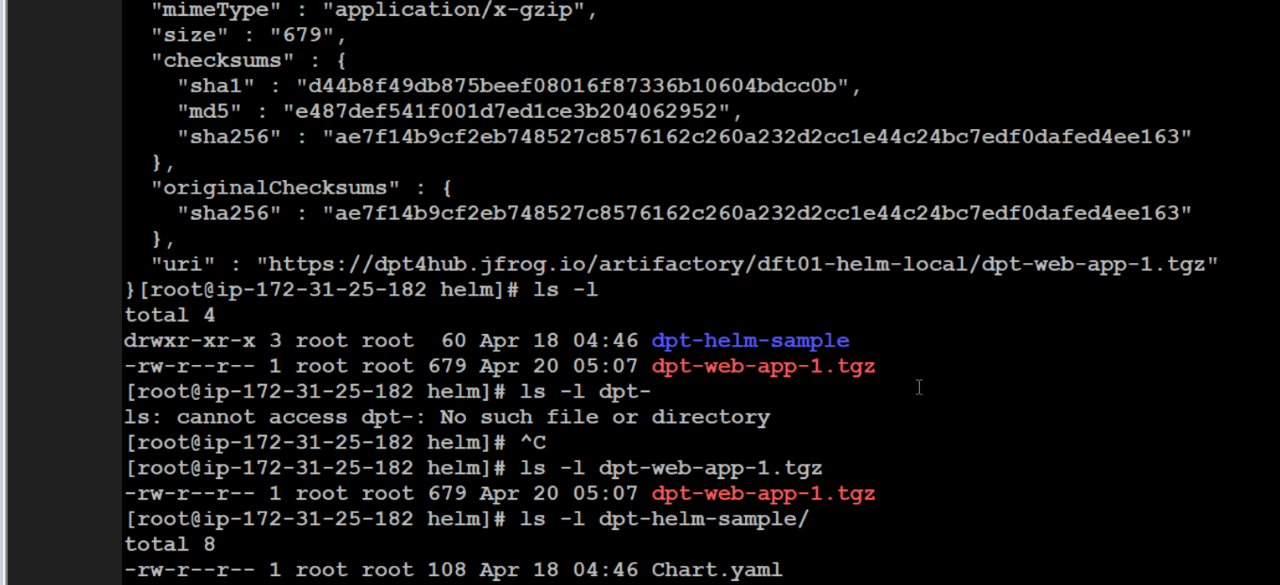 "mimeType" : "application/x-gzip",
"size" : "679",
"checksums" : {
"sha1" : "d44b8f49db875beef08016f87336b10604bdcc0b",
"md5" : "e487def541f001d7ed1ce3b204062952",
"sha256" : "ae7f14b9cf2eb748527c8576162c260a232d2cc1e44c24bc7edf0dafed4ee163"
},
"originalChecksums" : {
"sha256" : "ae7f14b9cf2eb748527c8576162c260a232d2cc1e44c24bc7edf0dafed4ee163"
},
"uri" : "https://dpt4hub.jfrog.io/artifactory/dft01-helm-local/dpt-web-app-1.tgz"
}[root@ip-172-31-25-182 helm]# ls -l
total 4
drwxr-xr-x 3 root root  60 Apr 18 04:46 dpt-helm-sample
-rw-r--r-- 1 root root 679 Apr 20 05:07 dpt-web-app-1.tgz
[root@ip-172-31-25-182 helm]# ls -l dpt-
ls: cannot access dpt-: No such file or directory
[root@ip-172-31-25-182 helm]# ^C
[root@ip-172-31-25-182 helm]# ls -l dpt-web-app-1.tgz
-rw-r--r-- 1 root root 679 Apr 20 05:07 dpt-web-app-1.tgz
[root@ip-172-31-25-182 helm]# ls -l dpt-helm-sample/
total 8
-rw-r--r-- 1 root root 108 Apr 18 04:46 Chart.yaml